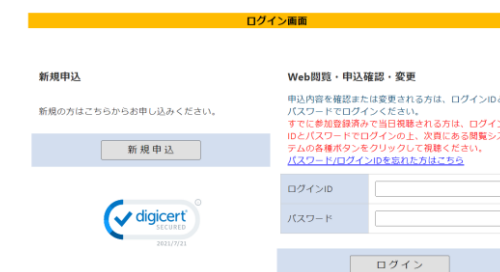 ログイン画面
新規申込
新規の方はこちらからお申し込みください。
新規申込
digicert
SECURED
2021/7/21
Web閲覧・申込確認・変更
申込内容を確認または変更される方は、ログインIDと
パスワードでログインください。
すでに参加登録済みで当日視聴される方は、ログイン
IDとパスワードでログインの上、次頁にある閲覧シス
テムの各種ボタンをクリックして視聴ください。
パスワード/ログインIDを忘れた方はこちら
ログインID
パスワード
ログイン